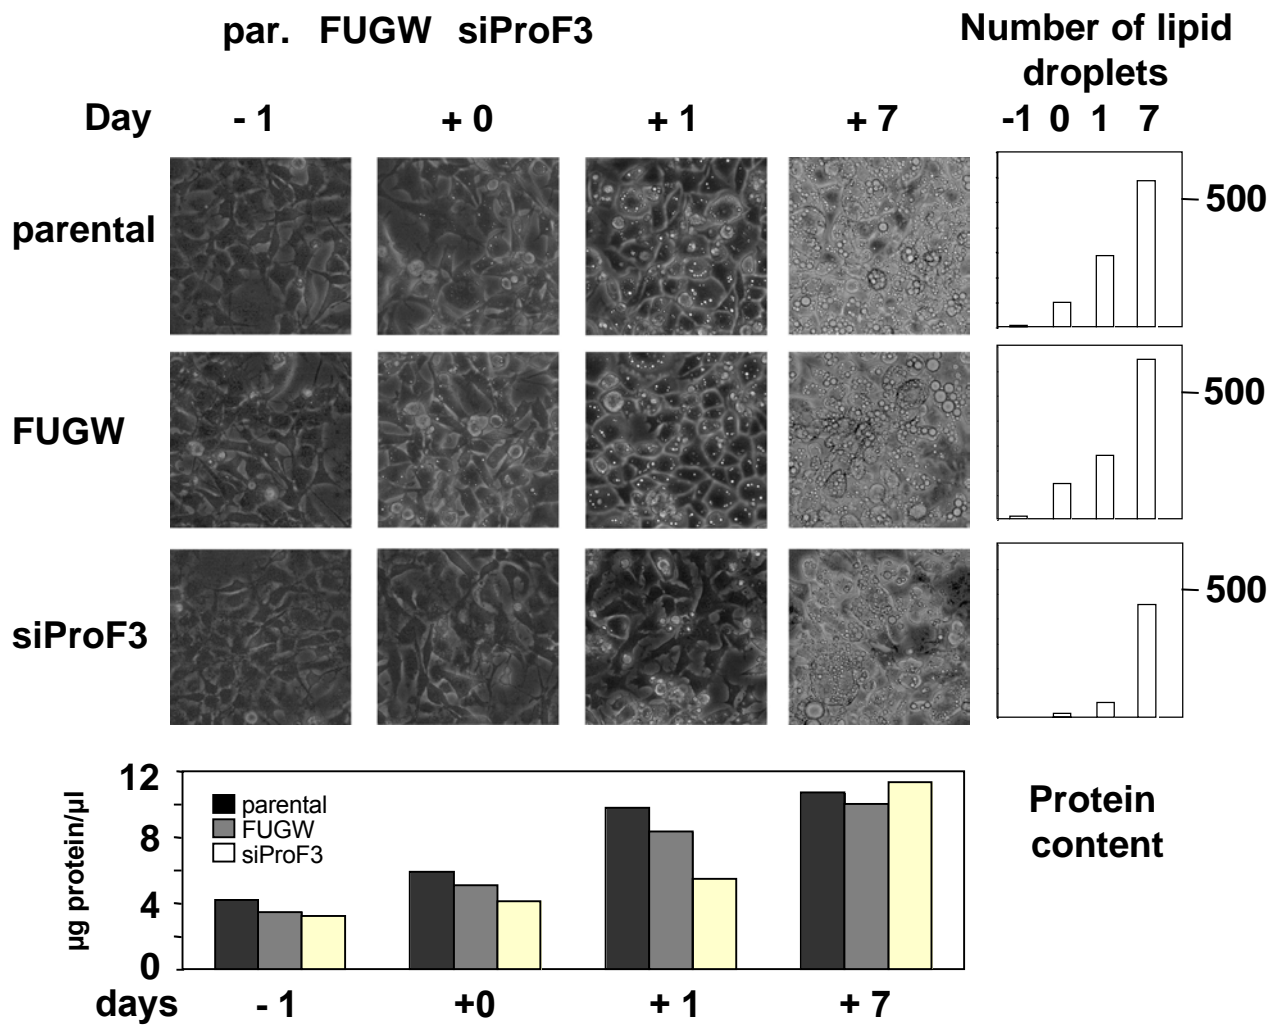 par. FUGW siProF3
Number of lipid
droplets
Day - 1 + 0 + 1 + 7 -1 0 1 7
parental
500
FUGW
500
siProF3
500
12
8
4
0
µg protein/µl
parental
FUGW
siProF3
Protein
content
days - 1 +0 + 1 + 7